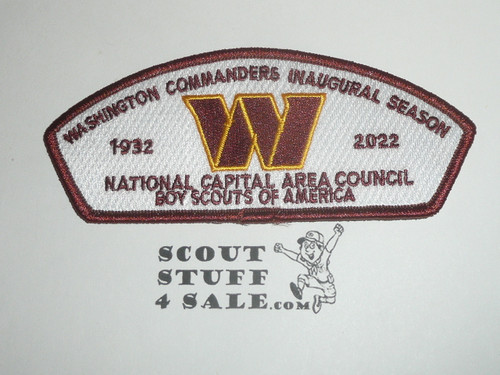 WASHINGTON COMMANDERS INAUGURAL SEASON
W
1932 2022
NATIONAL CAPITAL AREA COUNCIL
BOY SCOUTS OF AMERICA
SCOUT
STUFF
4 SALE.COM